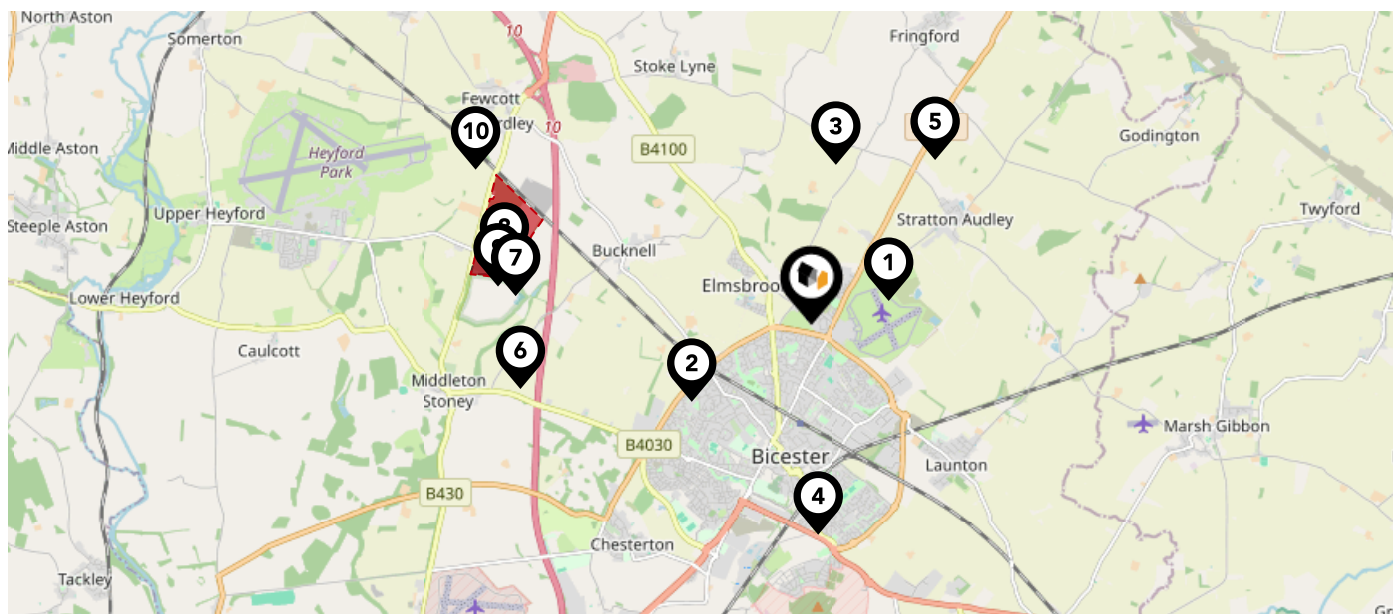 North Aston
Somerton
10
Fringford
Stoke Lyne
Fewcott
rdley
10
10
3
5
Middle Aston
Heyford
Park
B4100
Godington
Upper Heyford
Steeple Aston
Stratton Audley
Twyford
8
7
Bucknell
1
Elmsbroo
Lower Heyford
Caulcott
6
2
Middleton
Stoney
B4030
Bicester
Marsh Gibbon
Launton
B430
4
Chesterton
Tackley